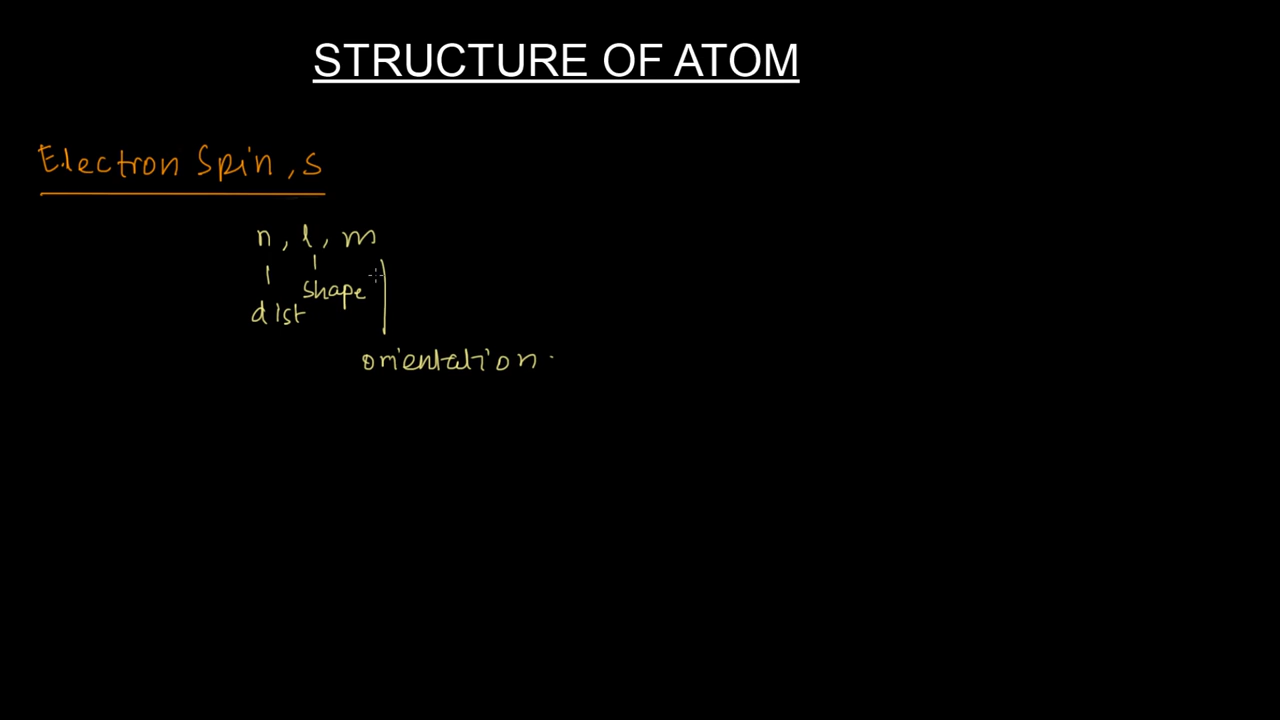 STRUCTURE OF ATOM
Electron Spin, s
n, l, m
shape
dist
orientation.